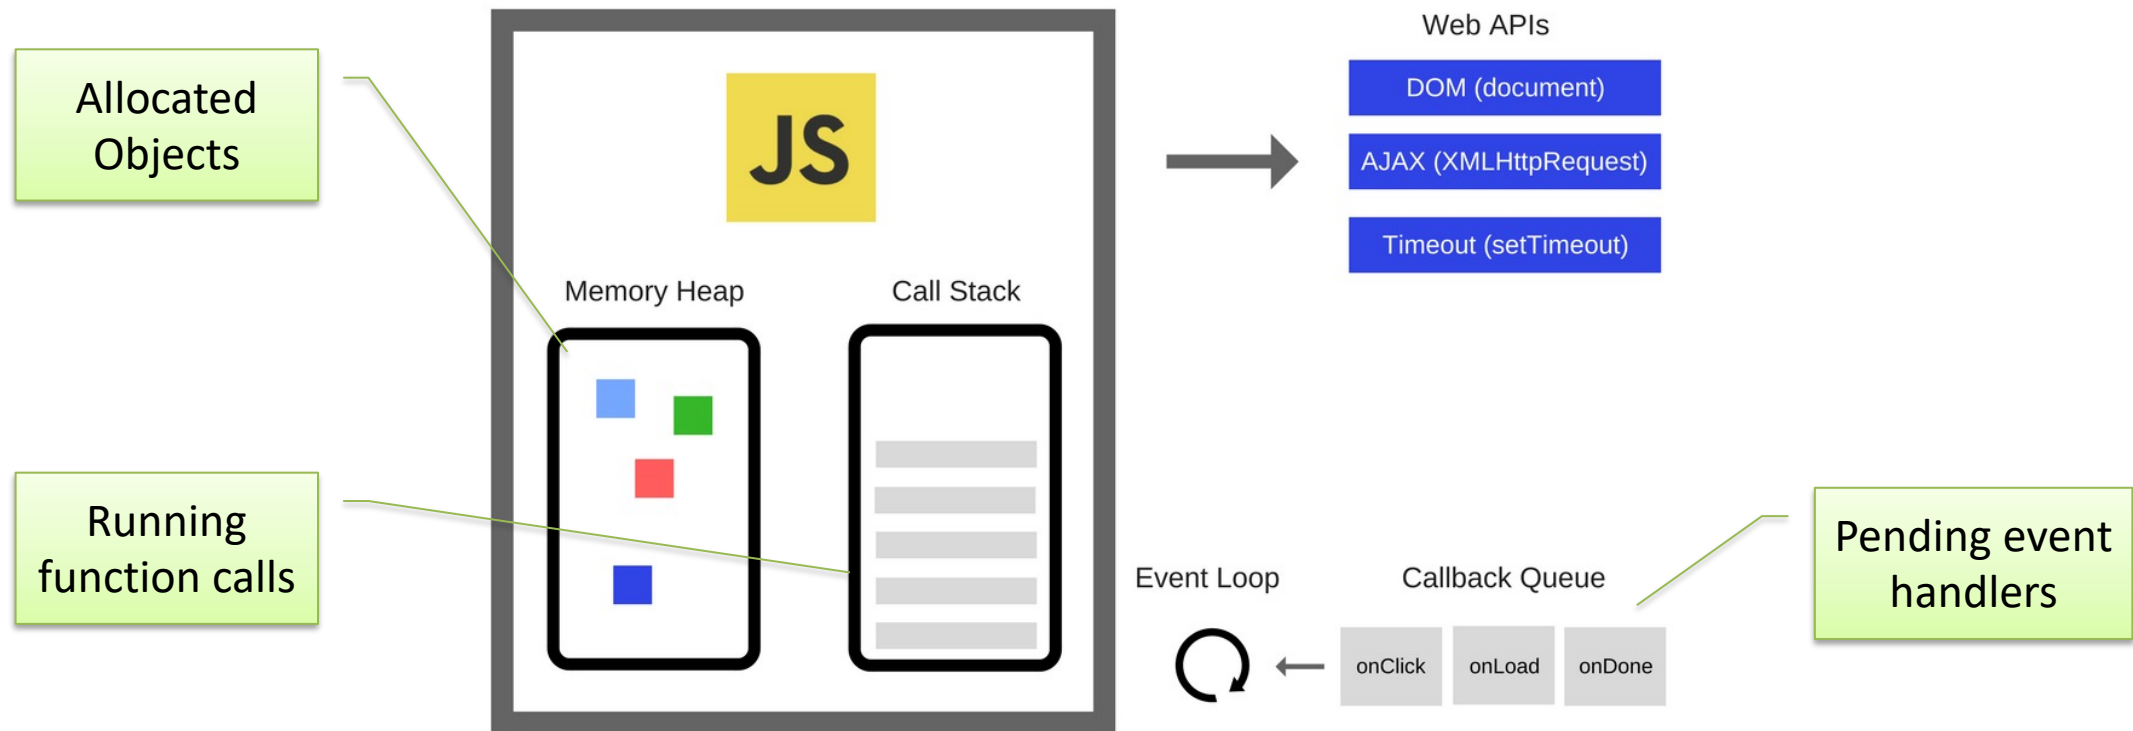 Web APIs
Allocated
Objects
DOM (document)
JS
AJAX (XMLHttpRequest)
Timeout (setTimeout)
Memory Heap
Call Stack
Running
function calls
Pending event
handlers
Event Loop
Callback Queue
onClick
onLoad
onDone